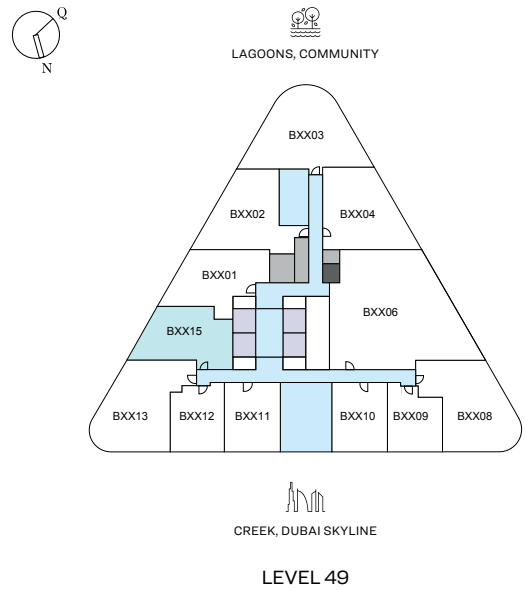 Q
N
LAGOONS, COMMUNITY
BXX03
BXX02
BXX04
BXX01
BXX06
BXX15
BXX13
BXX12
BXX11
BXX10
BXX09
BXX08
CREEK, DUBAI SKYLINE
LEVEL 49